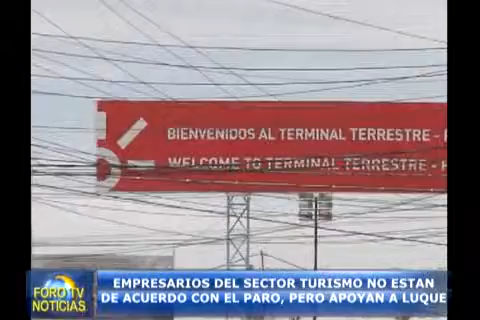 BIENVENIDOS AL TERMINAL TERRESTRE -
WELCOME TO TERMINAL TERRESTRE -
FORO TV
NOTICIAS
EMPRESARIOS DEL SECTOR TURISMO NO ESTAN
DE ACUERDO CON EL PARO, PERO APOYAN A LUQUE